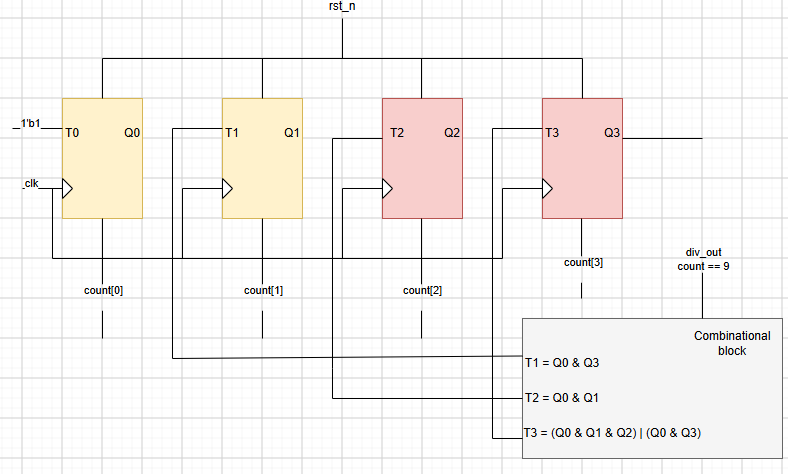 rst_n
_1'b1
T0
Q0
T1
Q1
T2
Q2
T3
Q3
clk
count[0]
count[1]
count[2]
count[3]
div_out
count == 9
Combinational
block
T1 = Q0 & Q3
T2 = Q0 & Q1
T3 = (Q0 & Q1 & Q2) | (Q0 & Q3)